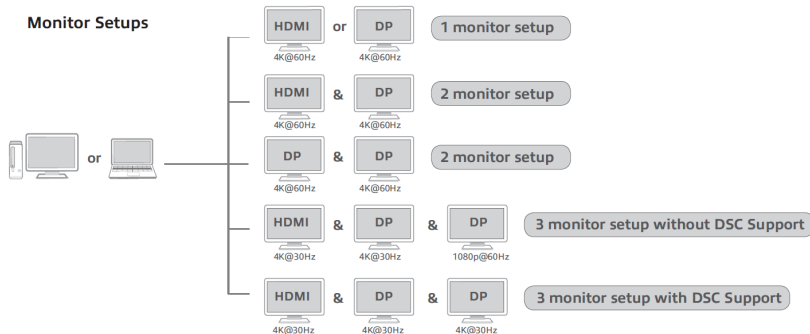 Monitor Setups
HDMI or DP 1 monitor setup
4K@60Hz 4K@60Hz
HDMI & DP 2 monitor setup
4K@60Hz 4K@60Hz
or
DP & DP 2 monitor setup
4K@60Hz 4K@60Hz
HDMI & DP & DP 3 monitor setup without DSC Support
4K@30Hz 4K@30Hz 1080p@60Hz
HDMI & DP & DP 3 monitor setup with DSC Support
4K@30Hz 4K@30Hz 4K@30Hz